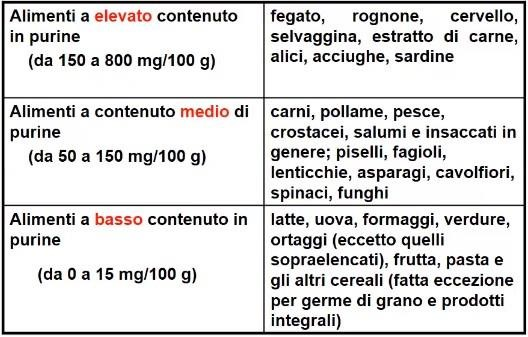 Alimenti a elevato contenuto
in purine
(da 150 a 800 mg/100 g)
fegato, rognone, cervello,
selvaggina, estratto di carne,
alici, acciughe, sardine
Alimenti a contenuto medio di
purine
(da 50 a 150 mg/100 g)
carni, pollame, pesce,
crostacei, salumi e insaccati in
genere; piselli, fagioli,
lenticchie, asparagi, cavolfiori,
spinaci, funghi
Alimenti a basso contenuto in
purine
(da 0 a 15 mg/100 g)
latte, uova, formaggi, verdure,
ortaggi (eccetto quelli
sopraelencati), frutta, pasta e
gli altri cereali (fatta eccezione
per germe di grano e prodotti
integrali)